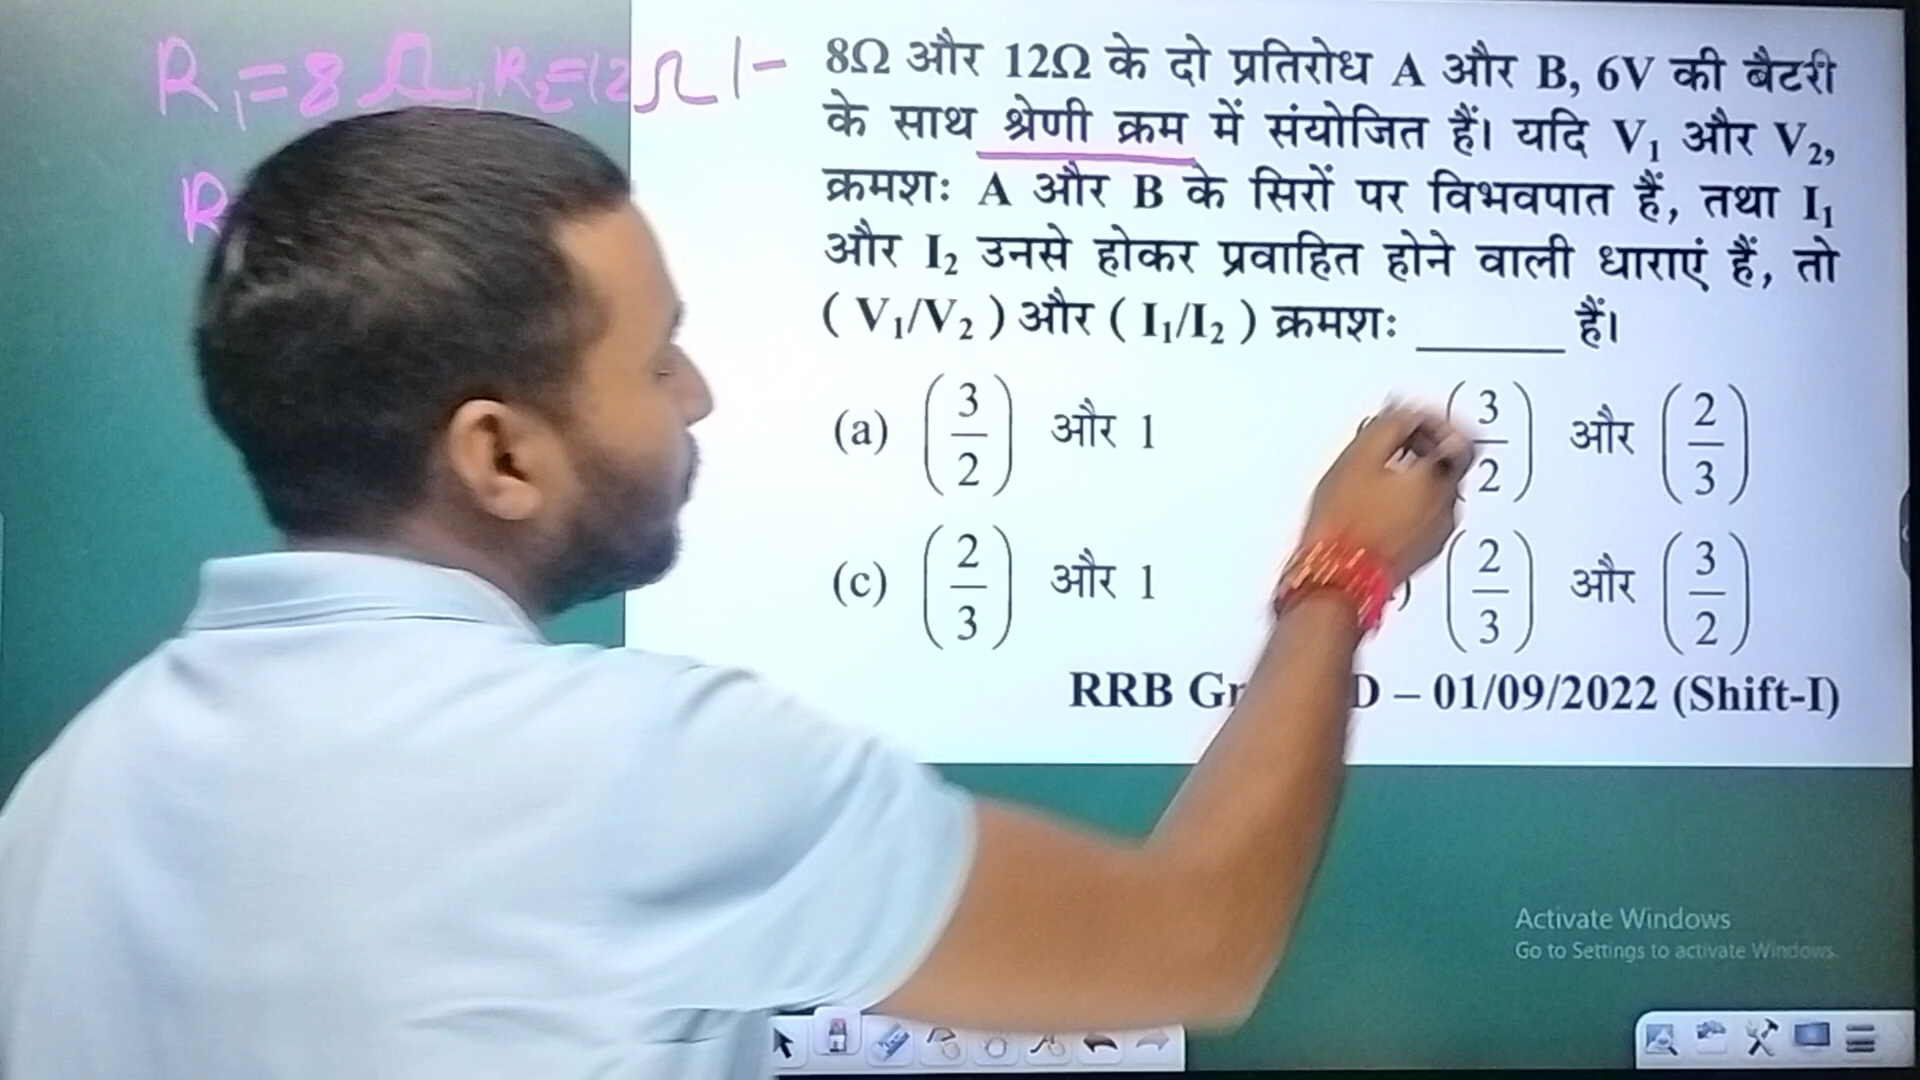 R₁=8Ω, R₂=12Ω 1-
R
8Ω और 12Ω के दो प्रतिरोध A और B, 6V की बैटरी
के साथ श्रेणी क्रम में संयोजित हैं। यदि V₁ और V₂,
क्रमशः A और B के सिरों पर विभवपात हैं, तथा I₁
और I₂ उनसे होकर प्रवाहित होने वाली धाराएं हैं, तो
(V₁/V₂) और (I₁/I₂) क्रमशः ______ हैं।
(a) (3/2) और 1 (3/2) और (2/3)
(c) (2/3) और 1 (2/3) और (3/2)
RRB D – 01/09/2022 (Shift-I)
Activate Windows
Go to Settings to activate Windows.